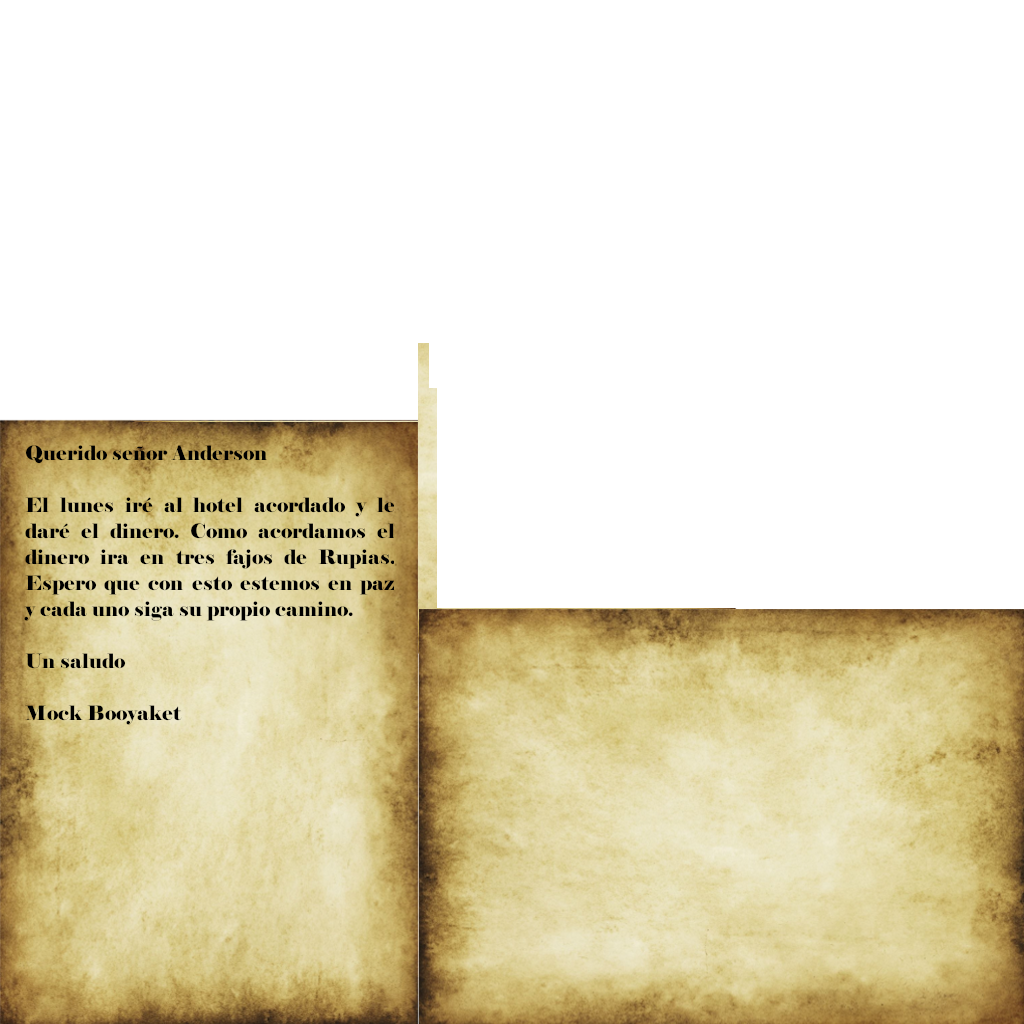 Querido señor Anderson
El lunes iré al hotel acordado y le
daré el dinero. Como acordamos el
dinero ira en tres fajos de Rupias.
Espero que con esto estemos en paz
y cada uno siga su propio camino.
Un saludo
Mock Booyaket